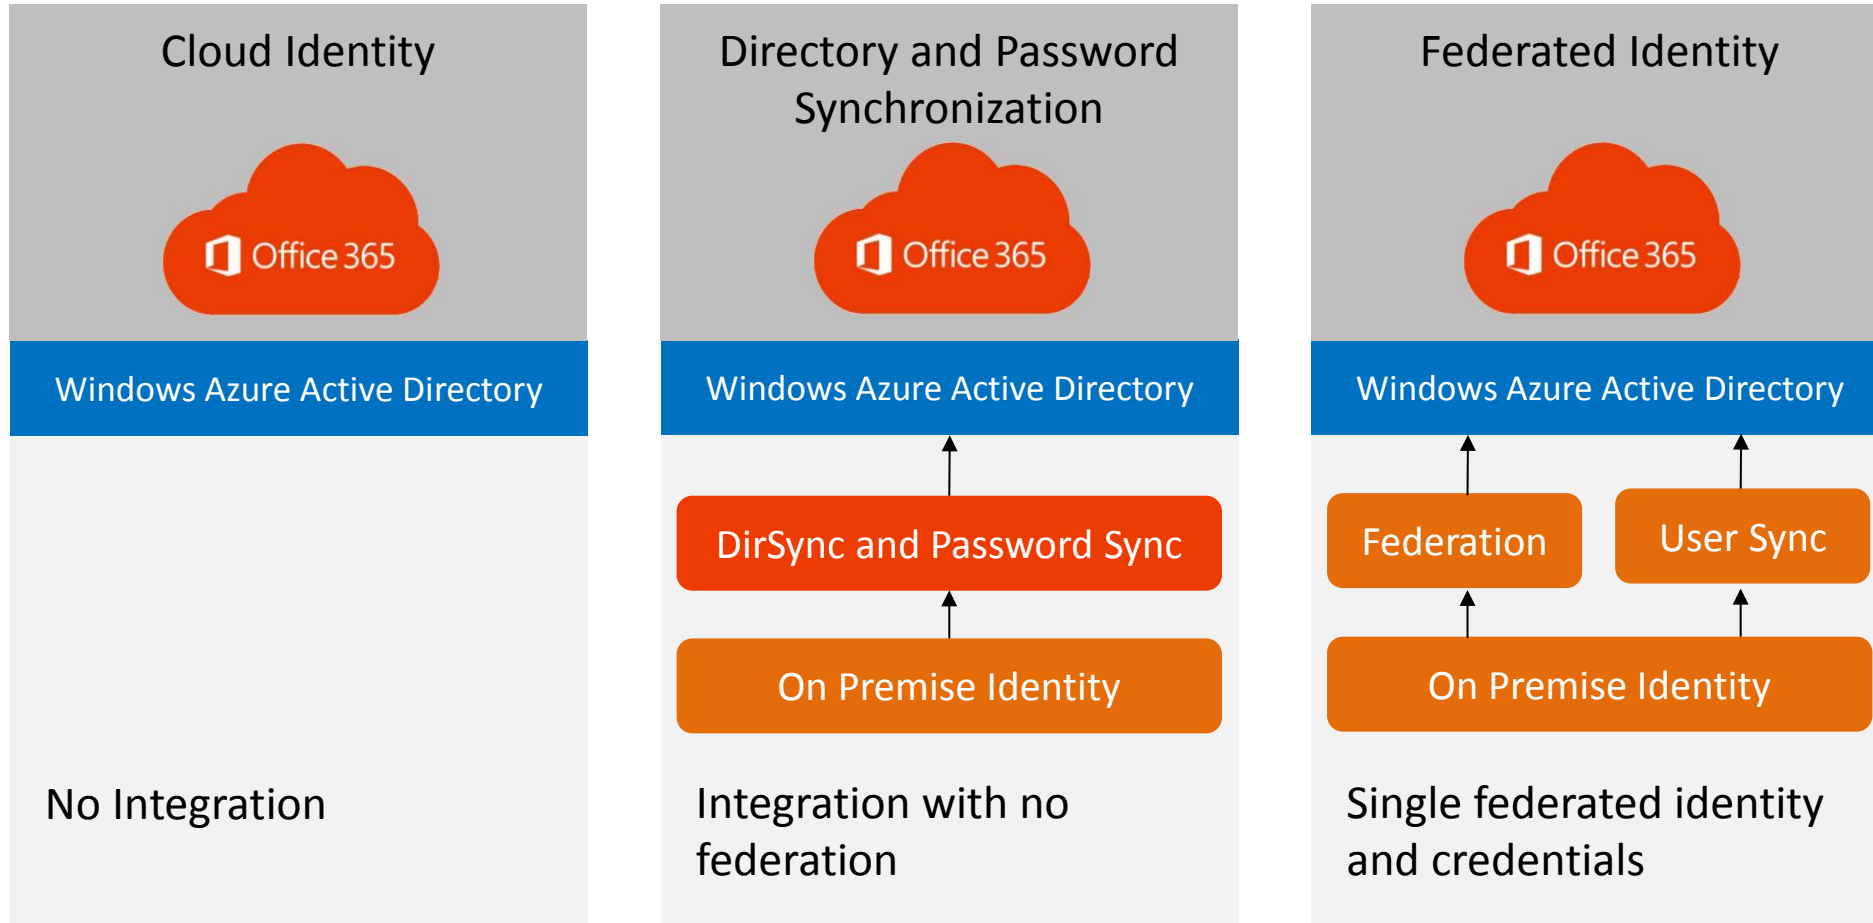 Cloud Identity
Office 365
Windows Azure Active Directory
No Integration
Directory and Password
Synchronization
Office 365
Windows Azure Active Directory
DirSync and Password Sync
On Premise Identity
Integration with no
federation
Federated Identity
Office 365
Windows Azure Active Directory
Federation
User Sync
On Premise Identity
Single federated identity
and credentials